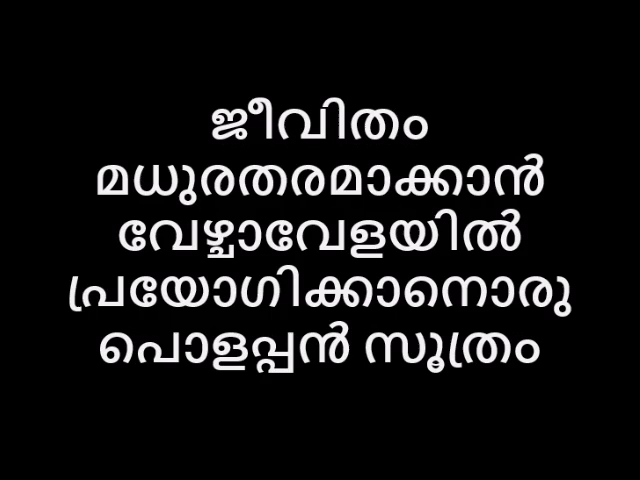 ജീവിതം
മധുരതരമാക്കാൻ
വേഴ്ചാവേളയിൽ
പ്രയോഗിക്കാനൊരു
പൊളപ്പൻ സൂത്രം